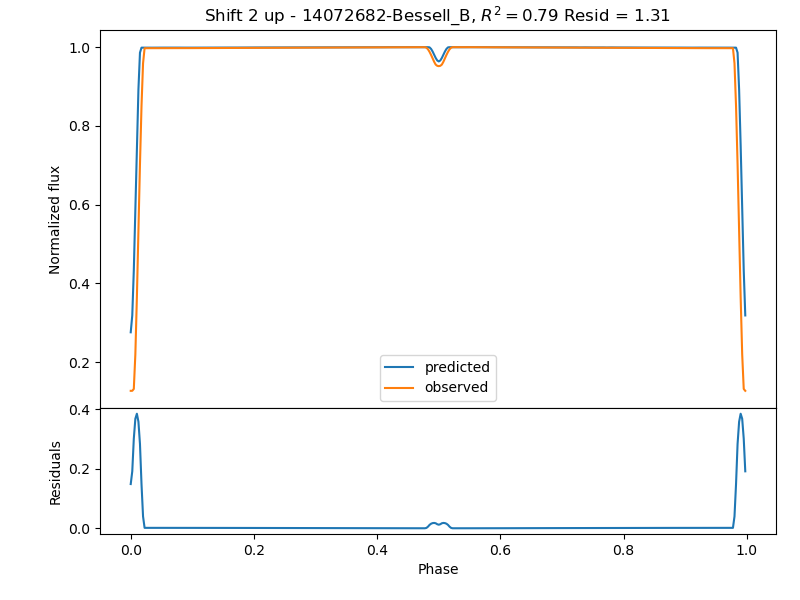 Shift 2 up - 14072682-Bessell_B, R² = 0.79 Resid = 1.31
1.0
0.8
0.6
0.4
0.2
Normalized flux
predicted
observed
0.4
0.2
0.0
Residuals
0.0 0.2 0.4 0.6 0.8 1.0
Phase